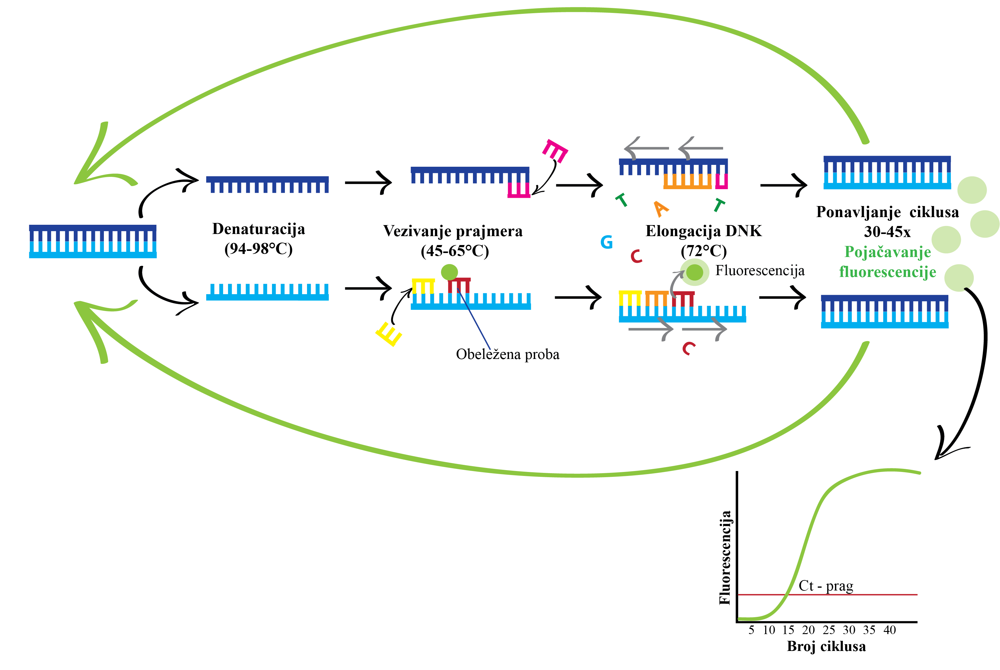 Denaturacija
(94-98°C)
Vezivanje prajmera
(45-65°C)
Obeležena proba
T
A
T
G
C
Elongacija DNK
(72°C)
Fluorescencija
C
Ponavljanje ciklusa
30-45x
Pojačavanje
fluorescencije
Fluorescencija
Ct - prag
5 10 15 20 25 30 35 40
Broj ciklusa